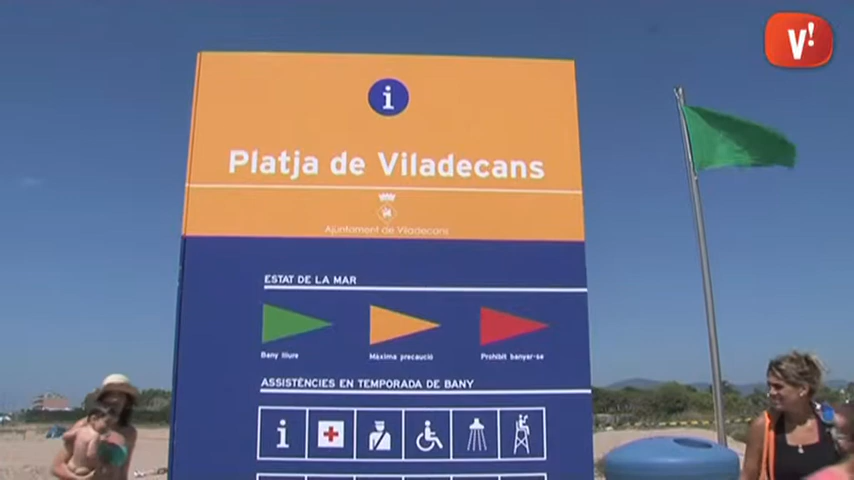 V!
i
Platja de Viladecans
Ajuntament de Viladecans
ESTAT DE LA MAR
Bany lliure
Màxima precaució
Prohibit banyar-se
ASSISTÈNCIES EN TEMPORADA DE BANY
i